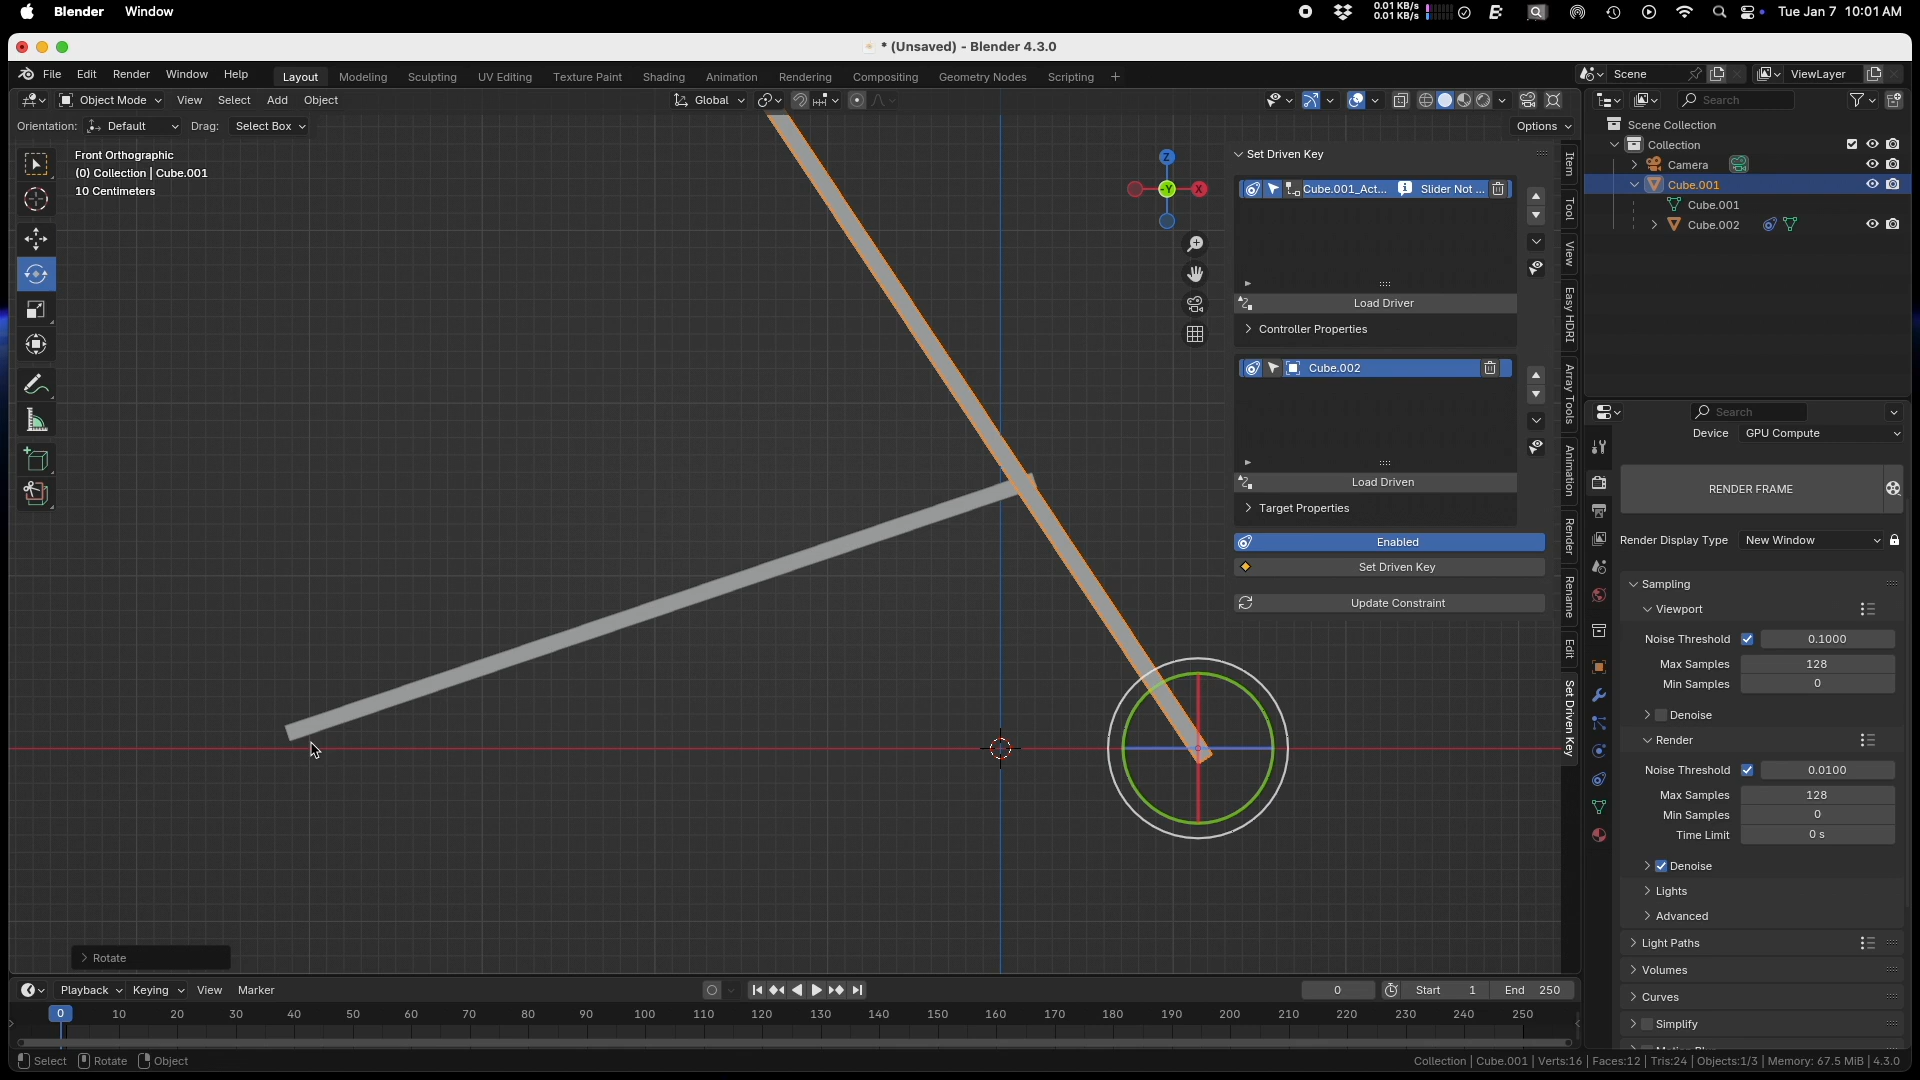 Blender Window
0.01 KB/s
0.01 KB/s
Tue Jan 7 10:01 AM
* (Unsaved) - Blender 4.3.0
File Edit Render Window Help Layout Modeling Sculpting UV Editing Texture Paint Shading Animation Rendering Compositing Geometry Nodes Scripting + Scene ViewLayer
Object Mode View Select Add Object Global Search
Orientation: Default Drag: Select Box Options
Front Orthographic
(0) Collection | Cube.001
10 Centimeters
Z
Y
X
Set Driven Key
Cube.001_Act... Slider Not ...
Load Driver
Controller Properties
Cube.002
Load Driven
Target Properties
Enabled
Set Driven Key
Update Constraint
Item
Tool
View
Easy HDRI
Array Tools
Animation
Render
Rename
Edit
Set Driven Key
Scene Collection
Collection
Camera
Cube.001
Cube.001
Cube.002
Search
Device GPU Compute
RENDER FRAME
Render Display Type New Window
Sampling
Viewport
Noise Threshold 0.1000
Max Samples 128
Min Samples 0
Denoise
Render
Noise Threshold 0.0100
Max Samples 128
Min Samples 0
Time Limit 0 s
Denoise
Lights
Advanced
Light Paths
Volumes
Curves
Simplify
Rotate
Playback Keying View Marker 0 Start 1 End 250
0 10 20 30 40 50 60 70 80 90 100 110 120 130 140 150 160 170 180 190 200 210 220 230 240 250
Select Rotate Object
Collection | Cube.001 | Verts:16 | Faces:12 | Tris:24 | Objects:1/3 | Memory: 67.5 MiB | 4.3.0